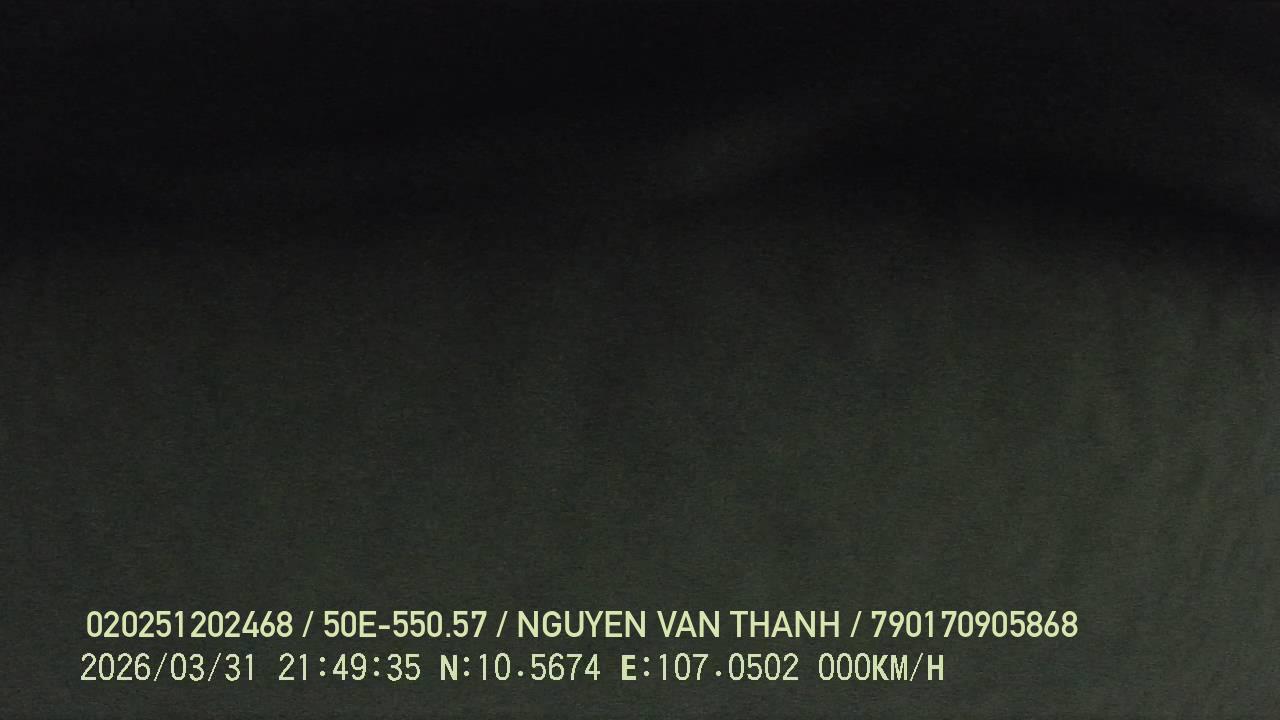 020251202468 / 50E-550.57 / NGUYEN VAN THANH / 790170905868
2026/03/31 21:49:35 N:10.5674 E:107.0502 000KM/H